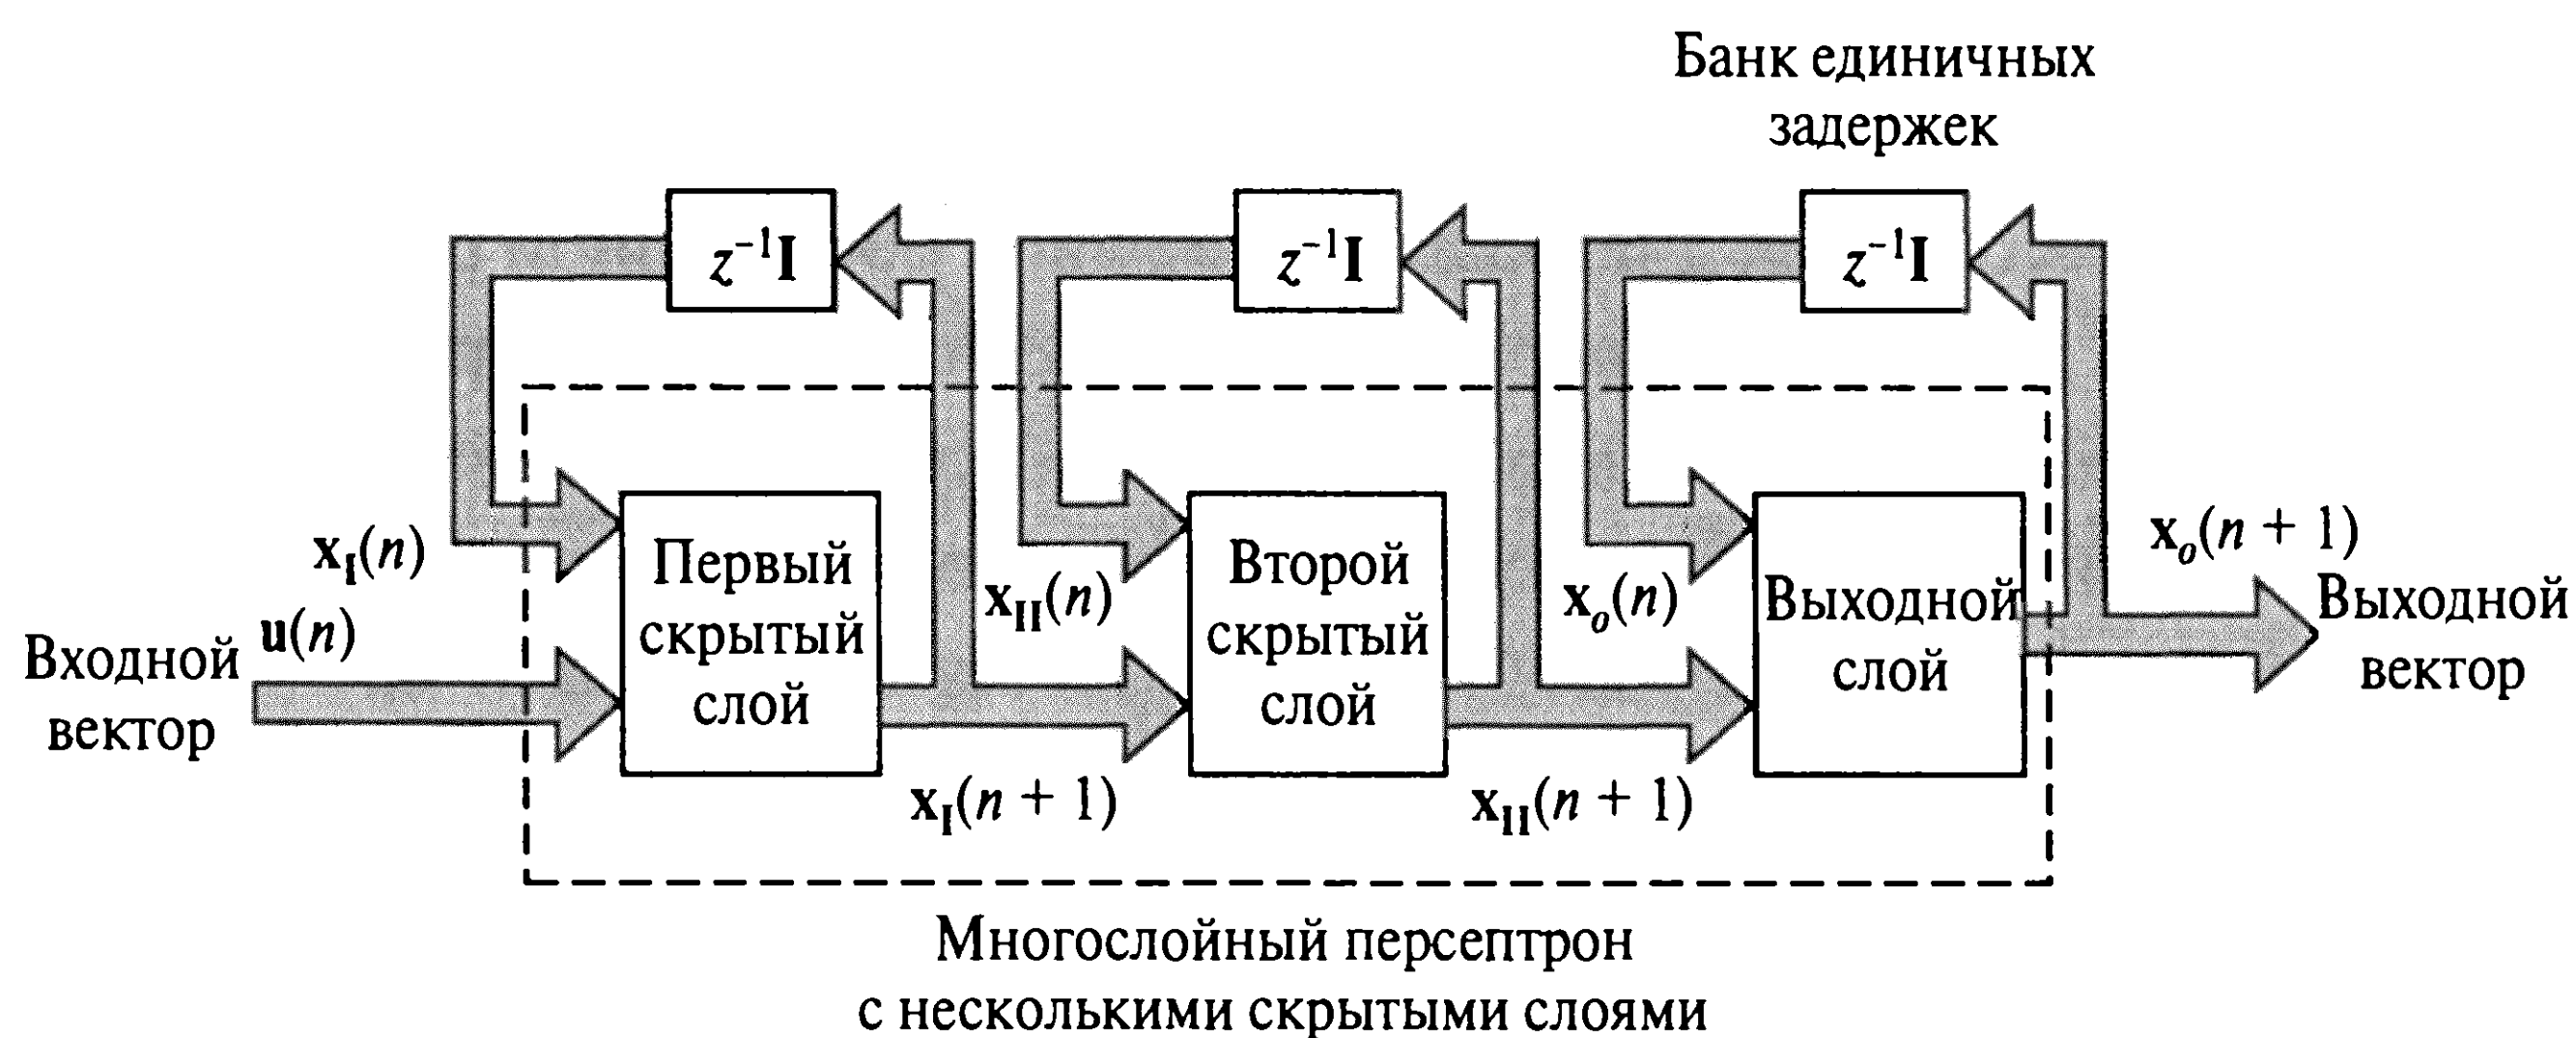 Банк единичных
задержек
z⁻¹I
z⁻¹I
z⁻¹I
x_I(n)
Первый
скрытый
слой
x_II(n)
Второй
скрытый
слой
x_o(n)
Выходной
слой
x_o(n + 1)
Выходной
вектор
u(n)
Входной
вектор
x_I(n + 1)
x_II(n + 1)
Многослойный персептрон
с несколькими скрытыми слоями